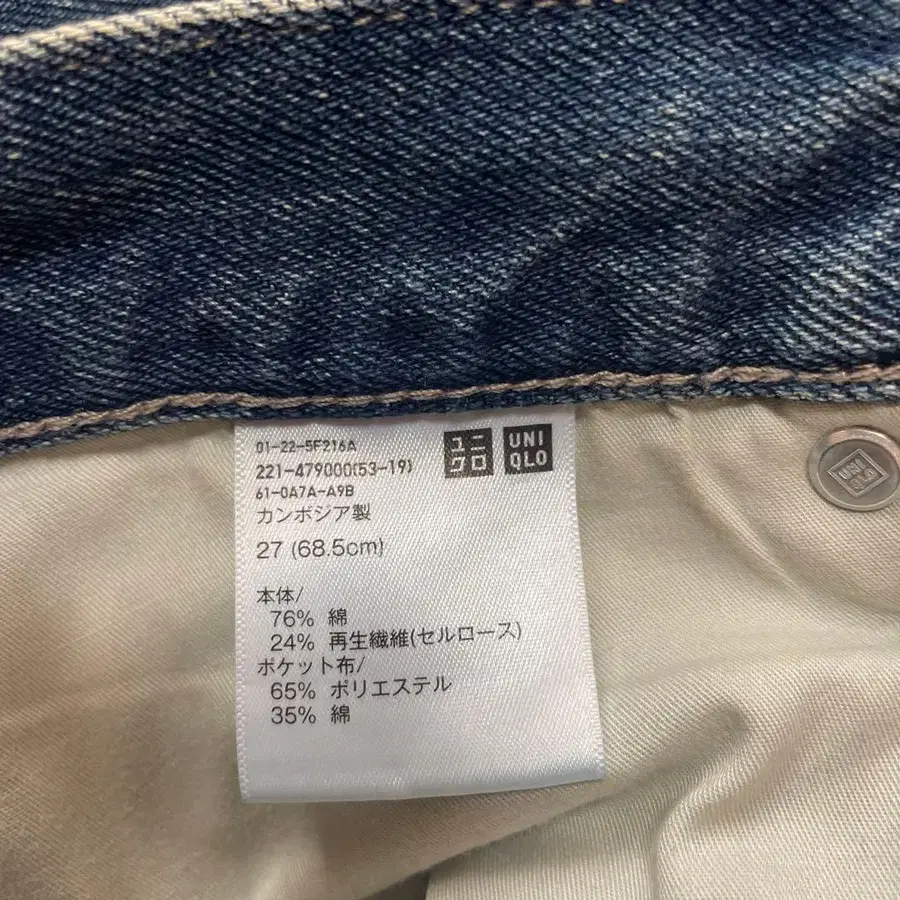 01-22-5F216A
221-479000(53-19)
61-0A7A-A9B
カンボジア製
27 (68.5cm)
ユニ
クロ
UNI
QLO
本体/
76% 綿
24% 再生繊維(セルロース)
ポケット布/
65% ポリエステル
35% 綿
UNI
QLO